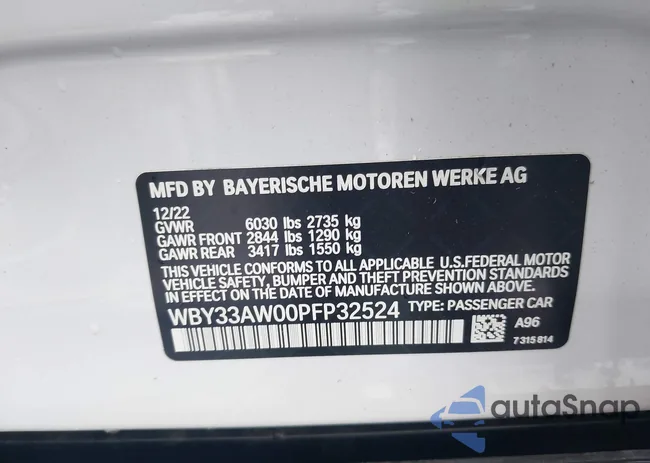 MFD BY BAYERISCHE MOTOREN WERKE AG
12/22
GVWR 6030 lbs 2735 kg
GAWR FRONT 2844 lbs 1290 kg
GAWR REAR 3417 lbs 1550 kg
THIS VEHICLE CONFORMS TO ALL APPLICABLE U.S.FEDERAL MOTOR
VEHICLE SAFETY, BUMPER, AND THEFT PREVENTION STANDARDS
IN EFFECT ON THE DATE OF MANUFACTURE SHOWN ABOVE.
WBY33AW00PFP32524 TYPE: PASSENGER CAR
A96
7315814
autoSnap